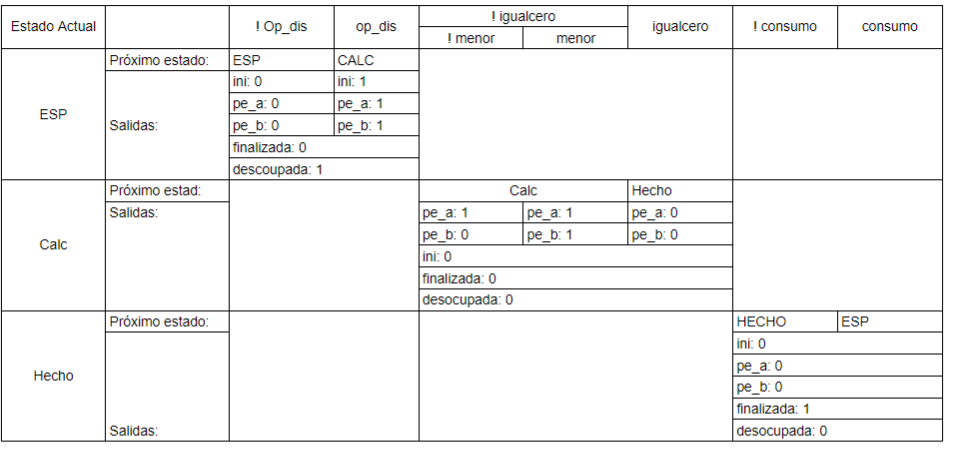 Estado Actual ! Op_dis op_dis ! igualcero igualcero ! consumo consumo
! menor menor
ESP Próximo estado: ESP CALC
Salidas: ini: 0 ini: 1
pe_a: 0 pe_a: 1
pe_b: 0 pe_b: 1
finalizada: 0
descoupada: 1
Calc Próximo estad: Calc Hecho
Salidas: pe_a: 1 pe_a: 1 pe_a: 0
pe_b: 0 pe_b: 1 pe_b: 0
ini: 0
finalizada: 0
desocupada: 0
Hecho Próximo estado: HECHO ESP
ini: 0
pe_a: 0
pe_b: 0
finalizada: 1
Salidas: desocupada: 0